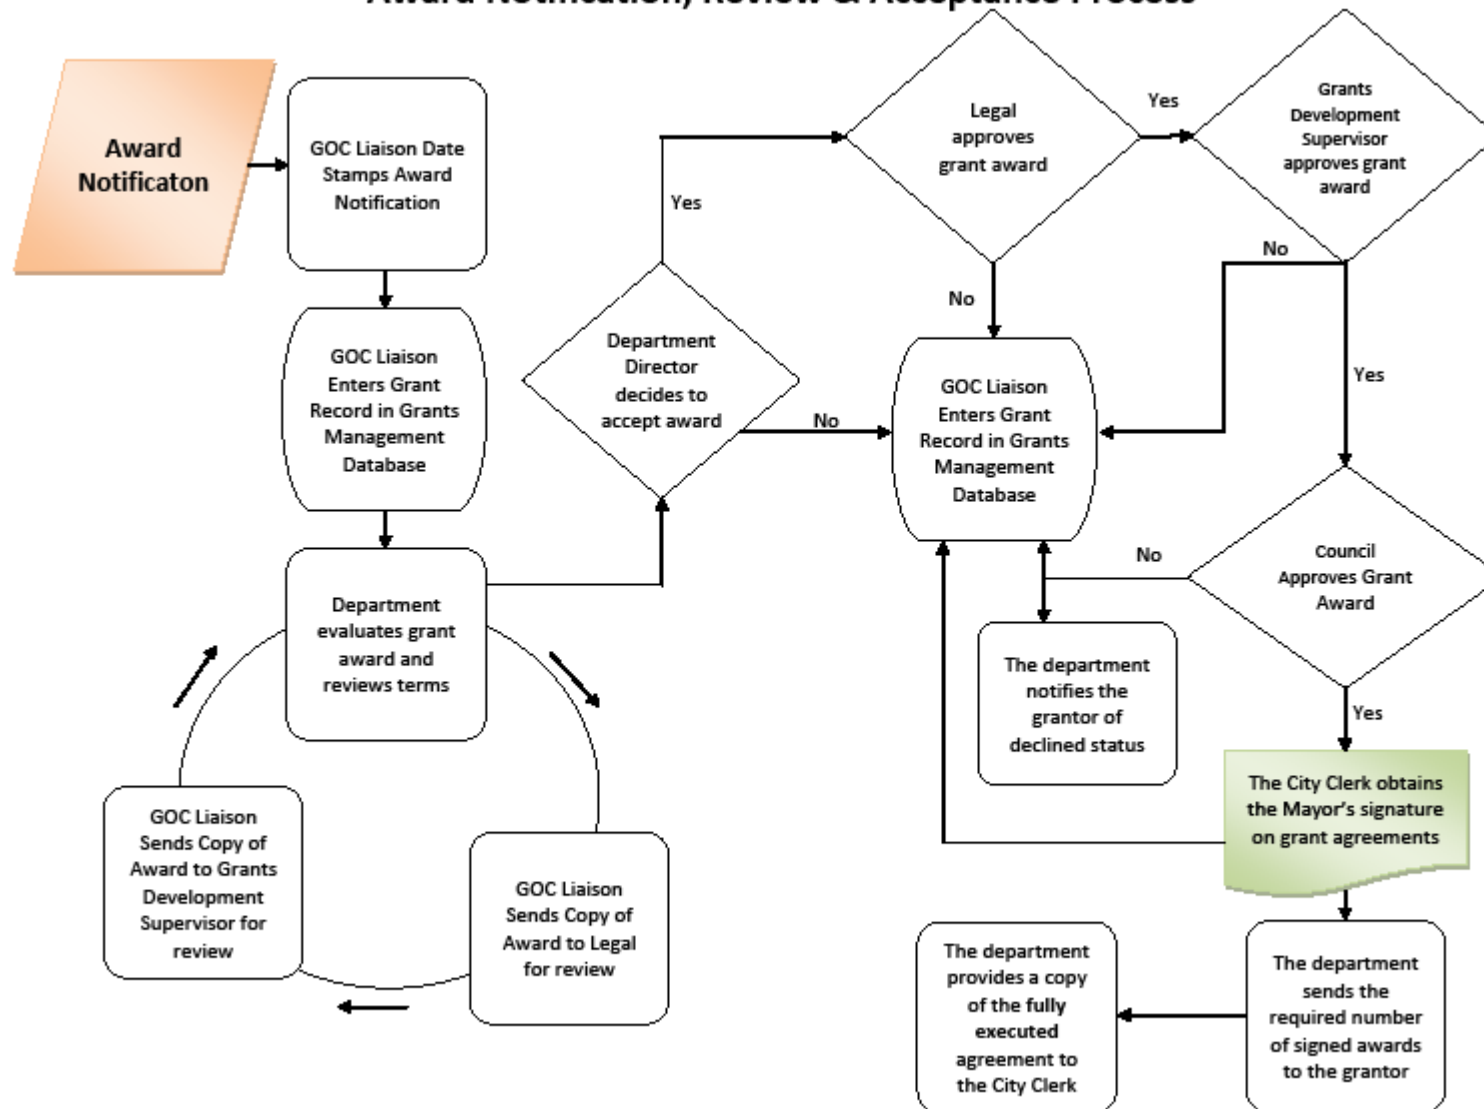 Award Notification, Review & Acceptance Process
Award
Notificaton
GOC Liaison Date
Stamps Award
Notification
GOC Liaison
Enters Grant
Record in Grants
Management
Database
Department
evaluates grant
award and
reviews terms
GOC Liaison
Sends Copy of
Award to Legal
for review
GOC Liaison
Sends Copy of
Award to Grants
Development
Supervisor for
review
Department
Director
decides to
accept award
Yes
No
Legal
approves
grant award
Yes
No
Grants
Development
Supervisor
approves grant
award
No
Yes
GOC Liaison
Enters Grant
Record in Grants
Management
Database
Council
Approves Grant
Award
No
Yes
The department
notifies the
grantor of
declined status
The City Clerk obtains
the Mayor's signature
on grant agreements
The department
sends the
required number
of signed awards
to the grantor
The department
provides a copy
of the fully
executed
agreement to
the City Clerk